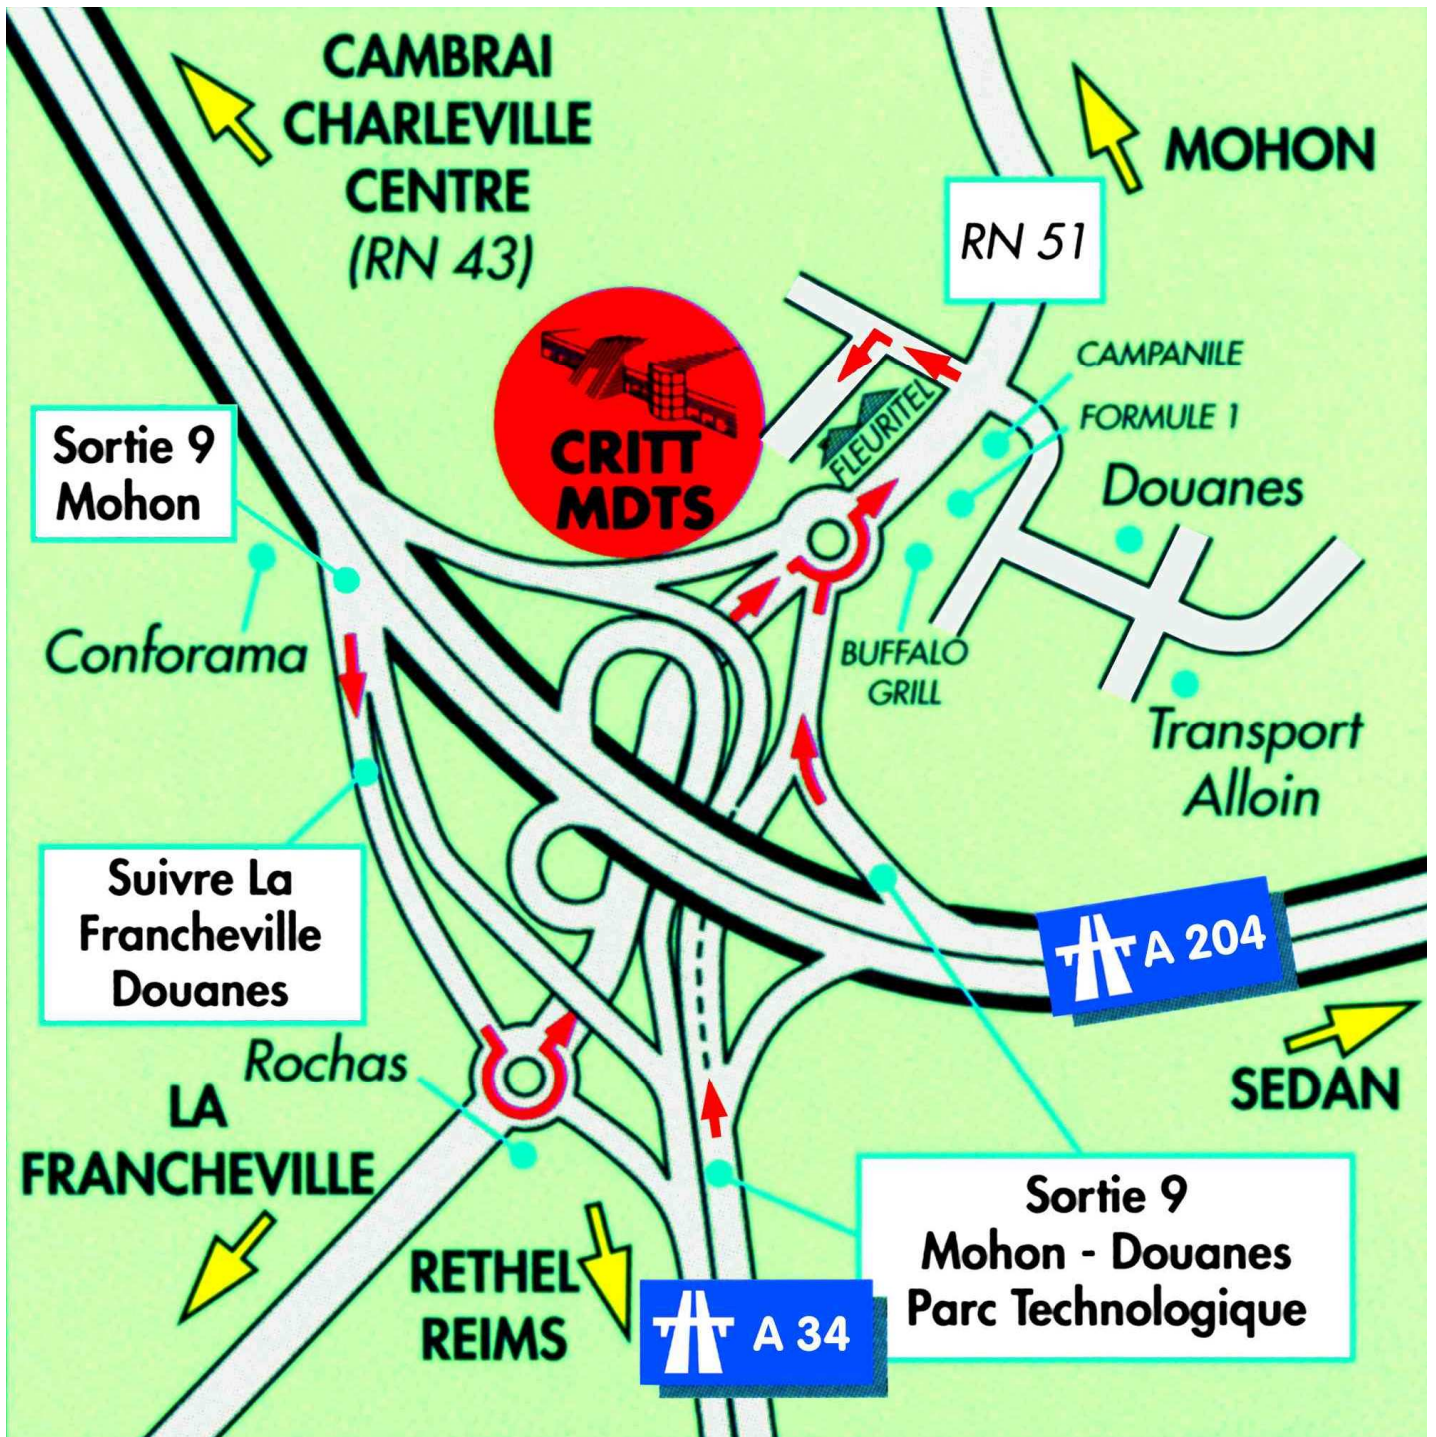 CAMBRAI
CHARLEVILLE
CENTRE
(RN 43)
MOHON
RN 51
CAMPANILE
FORMULE 1
FLEURITEL
Douanes
CRITT
MDTS
Sortie 9
Mohon
Conforama
BUFFALO
GRILL
Transport
Alloin
Suivre La
Francheville
Douanes
A 204
SEDAN
Rochas
LA
FRANCHEVILLE
RETHEL
REIMS
A 34
Sortie 9
Mohon - Douanes
Parc Technologique